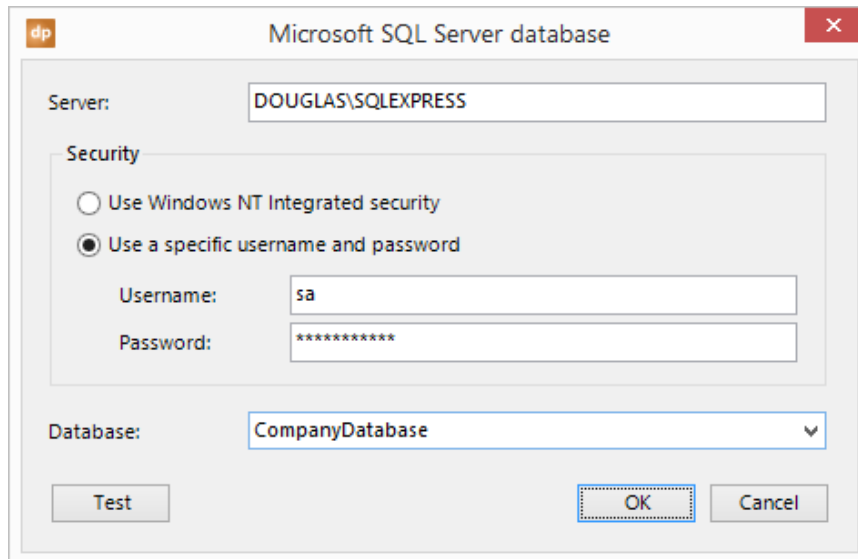 dp
Microsoft SQL Server database
Server: DOUGLAS\SQLEXPRESS
Security
Use Windows NT Integrated security
Use a specific username and password
Username: sa
Password: ***********
Database: CompanyDatabase
Test OK Cancel